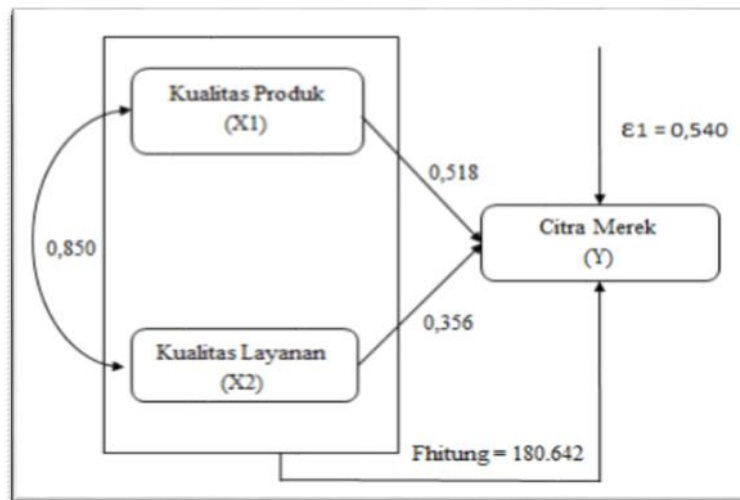 Kualitas Produk
(X1)
ε1 = 0,540
0,518
Citra Merek
(Y)
0,850
0,356
Kualitas Layanan
(X2)
Fhitung = 180.642